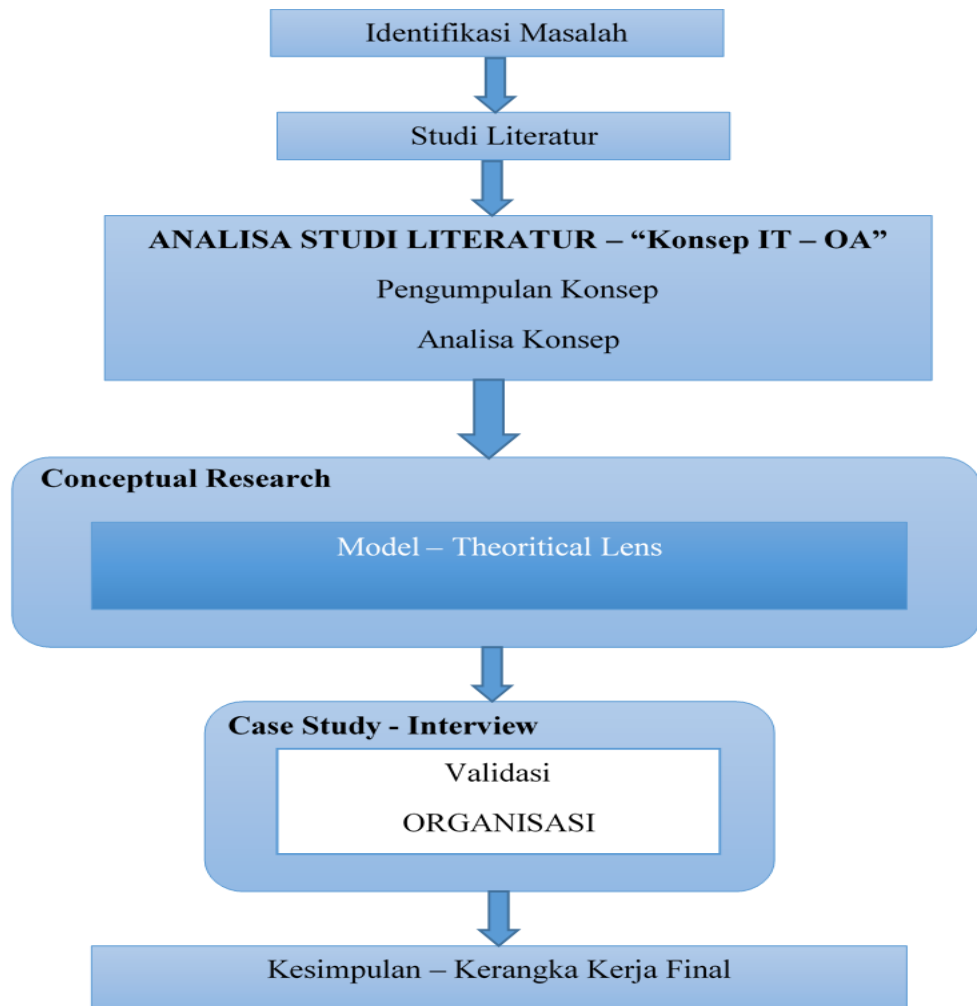 Identifikasi Masalah
Studi Literatur
ANALISA STUDI LITERATUR – “Konsep IT – OA”
Pengumpulan Konsep
Analisa Konsep
Conceptual Research
Model – Theoritical Lens
Case Study - Interview
Validasi
ORGANISASI
Kesimpulan – Kerangka Kerja Final